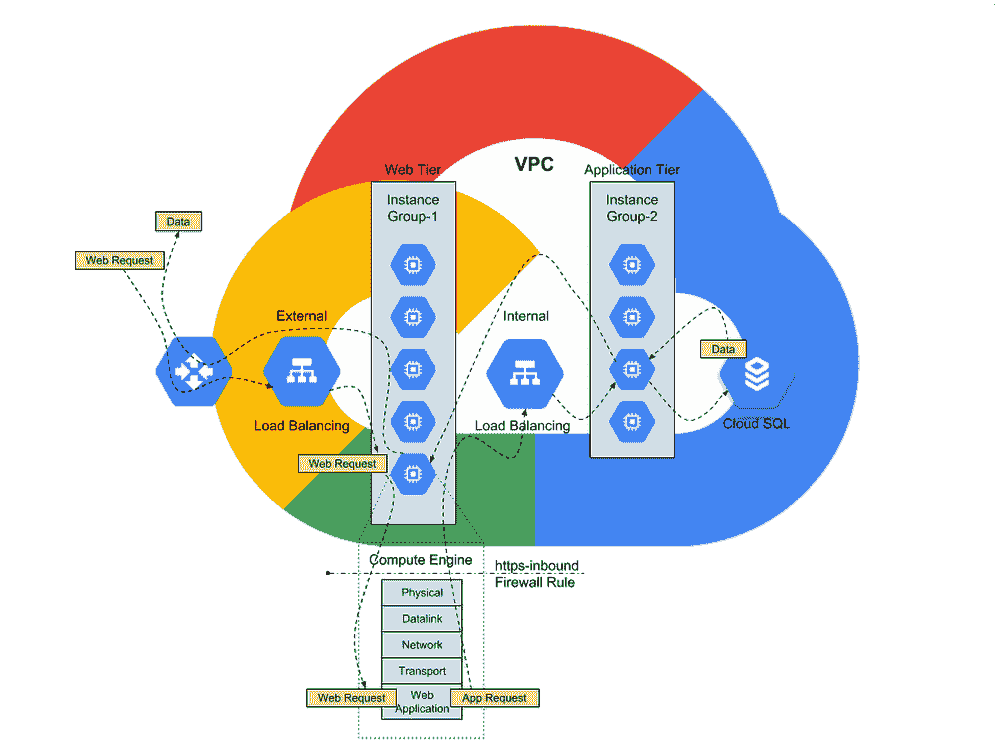 VPC
Web Tier
Application Tier
Instance
Group-1
Instance
Group-2
Data
Web Request
External
Internal
Data
Load Balancing
Load Balancing
Cloud SQL
Web Request
Compute Engine
https-inbound
Firewall Rule
Physical
Datalink
Network
Transport
Web Request
Web
Application
App Request